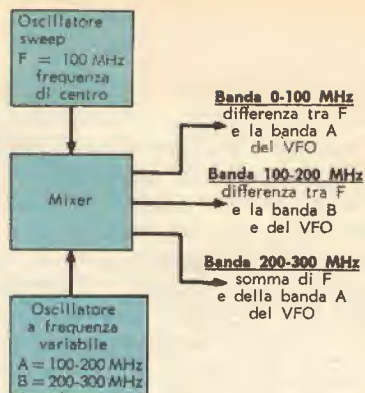 Oscillatore
sweep
F = 100 MHz
frequenza
di centro
Mixer
Oscillatore
a frequenza
variabile
A = 100-200 MHz
B = 200-300 MHz
Banda 0-100 MHz
differenza tra F
e la banda A
del VFO
Banda 100-200 MHz
differenza tra F
e la banda B
e del VFO
Banda 200-300 MHz
somma di F
e della banda A
del VFO